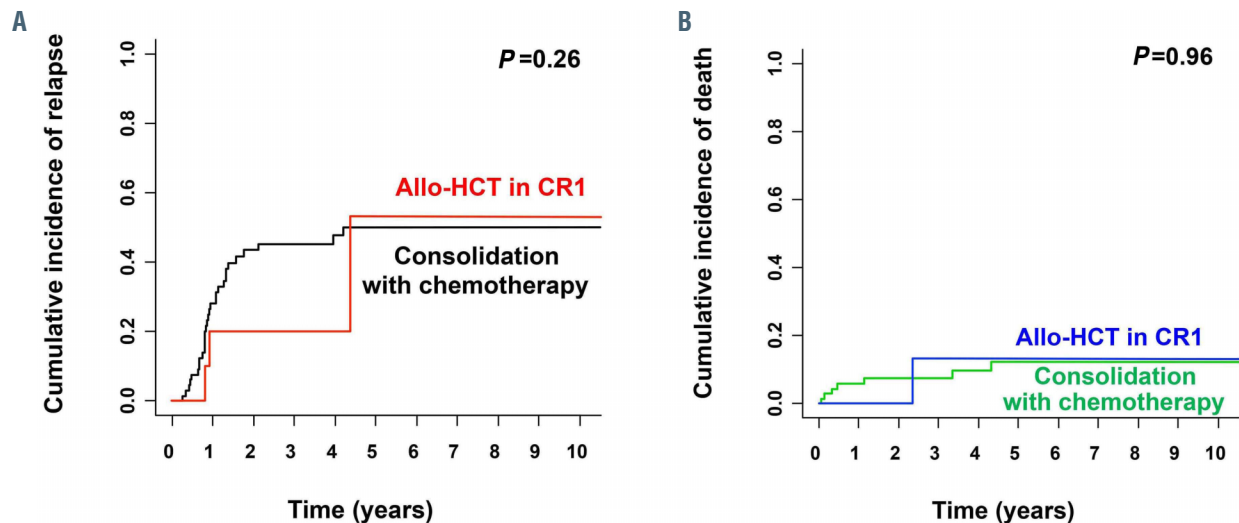 A
Cumulative incidence of relapse
1.0
0.8
0.6
0.4
0.2
0.0
P=0.26
Allo-HCT in CR1
Consolidation
with chemotherapy
0 1 2 3 4 5 6 7 8 9 10
Time (years)
B
Cumulative incidence of death
1.0
0.8
0.6
0.4
0.2
0.0
P=0.96
Allo-HCT in CR1
Consolidation
with chemotherapy
0 1 2 3 4 5 6 7 8 9 10
Time (years)